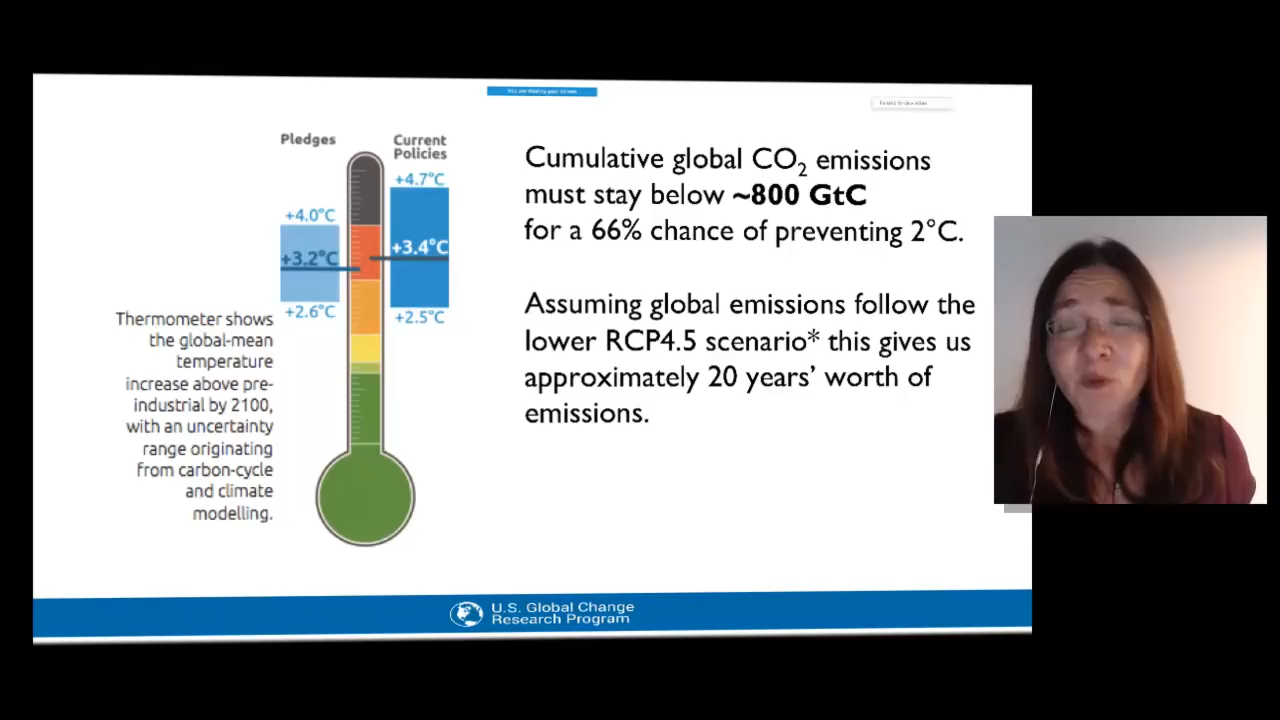 Pledges
Current
Policies
+4.7°C
+4.0°C
+3.4°C
+3.2°C
+2.6°C
+2.5°C
Thermometer shows
the global-mean
temperature
increase above pre-
industrial by 2100,
with an uncertainty
range originating
from carbon-cycle
and climate
modelling.
Cumulative global CO₂ emissions
must stay below ~800 GtC
for a 66% chance of preventing 2°C.
Assuming global emissions follow the
lower RCP4.5 scenario* this gives us
approximately 20 years’ worth of
emissions.
U.S. Global Change
Research Program